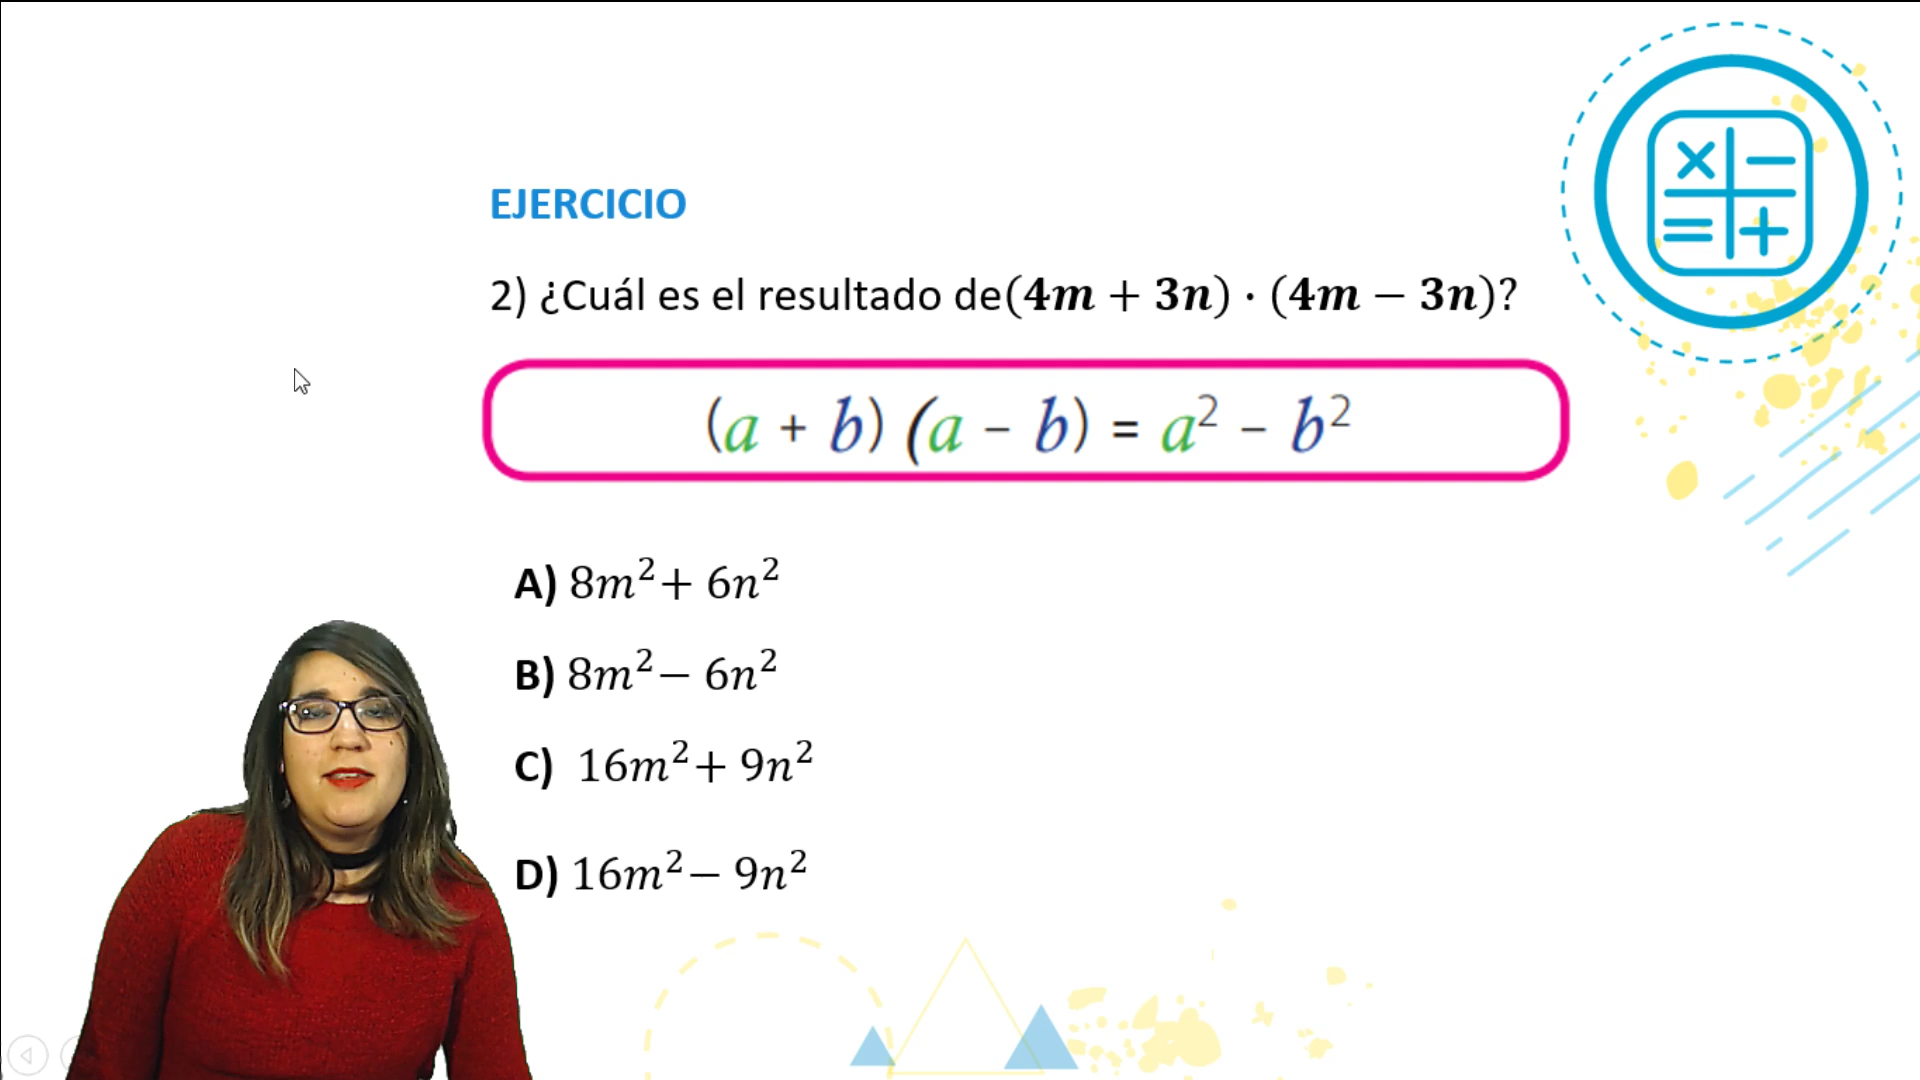 EJERCICIO
2) ¿Cuál es el resultado de(4m + 3n) · (4m − 3n)?
(a + b) (a − b) = a² − b²
A) 8m²+ 6n²
B) 8m²− 6n²
C) 16m²+ 9n²
D) 16m²− 9n²